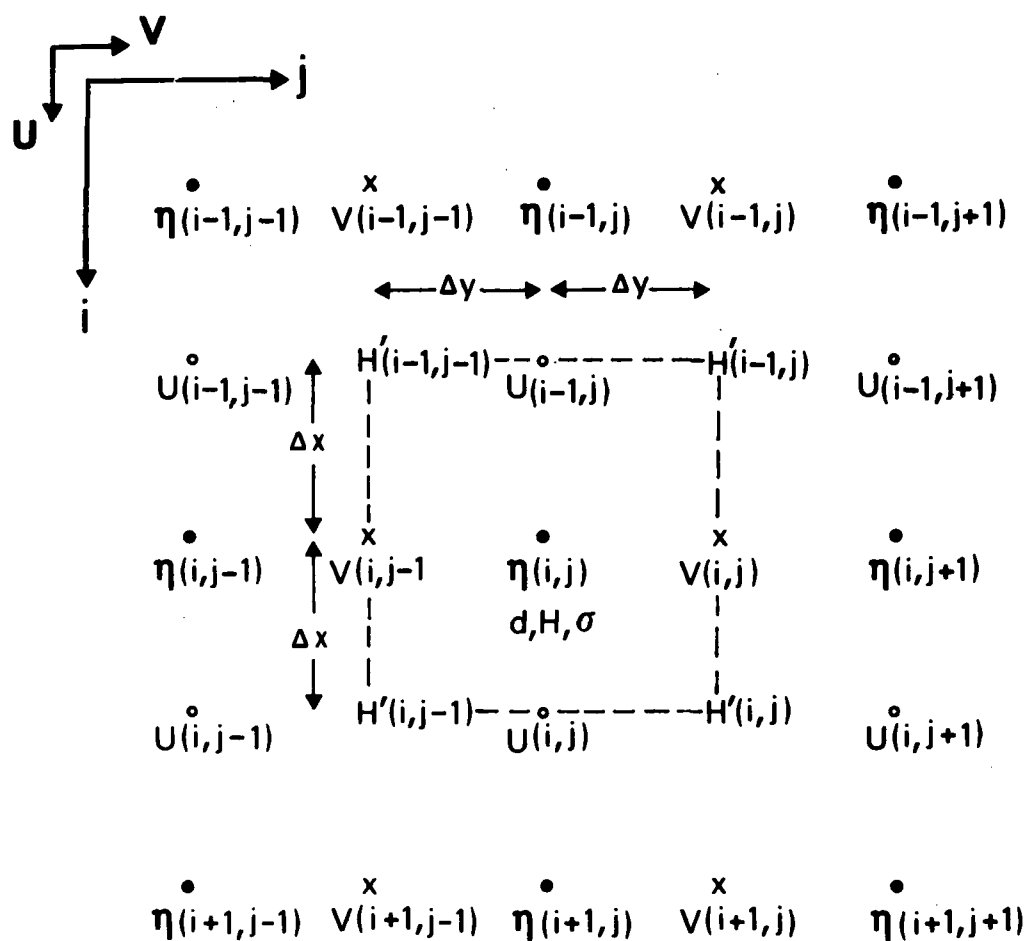 V
j
U
η(i-1,j-1) V(i-1,j-1) η(i-1,j) V(i-1,j) η(i-1,j+1)
Δy Δy
i
H′(i-1,j-1) H′(i-1,j)
U(i-1,j-1) U(i-1,j) U(i-1,j+1)
Δx
η(i,j-1) V(i,j-1 η(i,j) V(i,j) η(i,j+1)
d,H,σ
Δx
H′(i,j-1) H′(i,j)
U(i,j-1) U(i,j) U(i,j+1)
η(i+1,j-1) V(i+1,j-1) η(i+1,j) V(i+1,j) η(i+1,j+1)